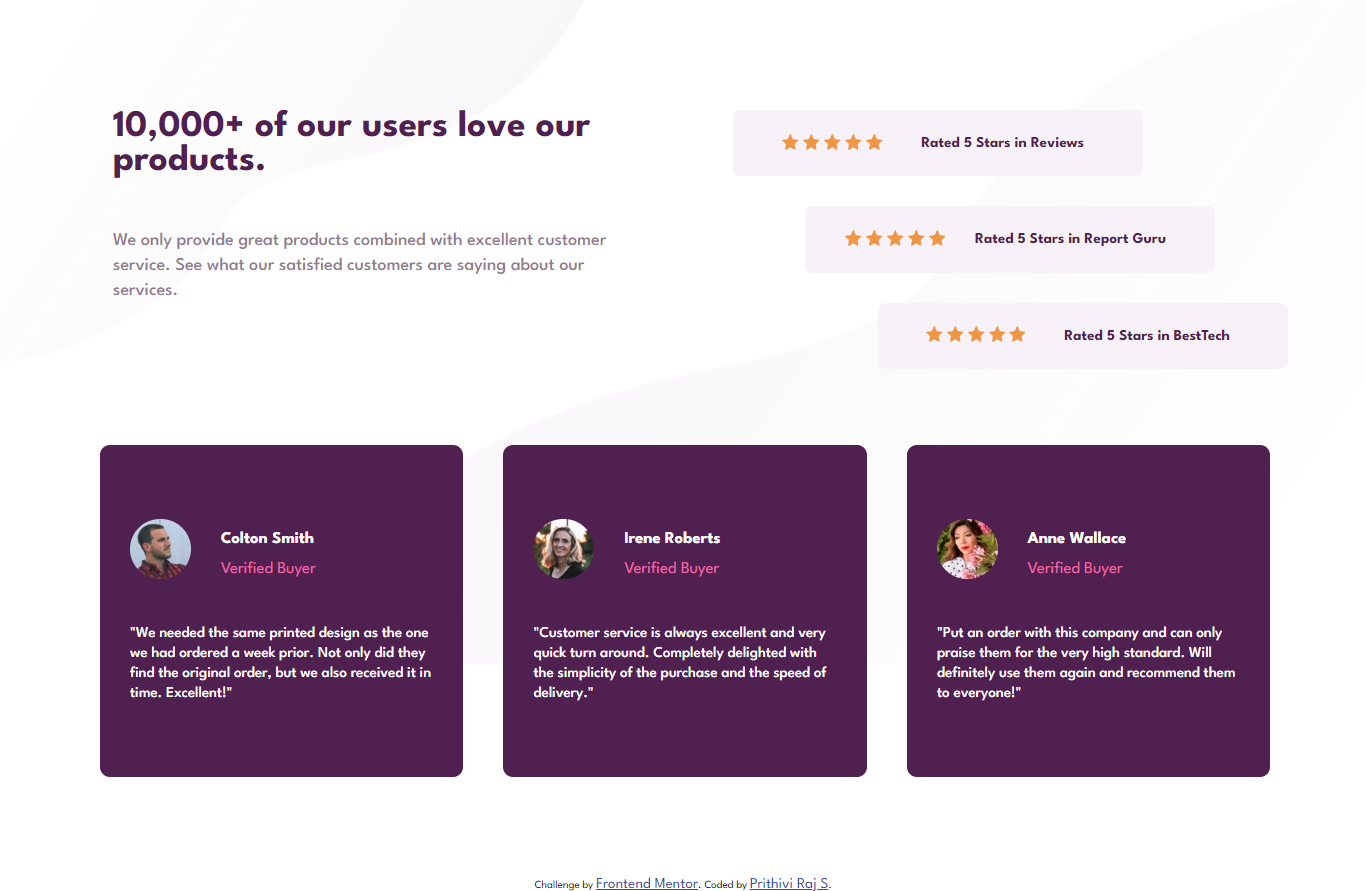 10,000+ of our users love our
products.
We only provide great products combined with excellent customer
service. See what our satisfied customers are saying about our
services.
Rated 5 Stars in Reviews
Rated 5 Stars in Report Guru
Rated 5 Stars in BestTech
Colton Smith
Verified Buyer
"We needed the same printed design as the one
we had ordered a week prior. Not only did they
find the original order, but we also received it in
time. Excellent!"
Irene Roberts
Verified Buyer
"Customer service is always excellent and very
quick turn around. Completely delighted with
the simplicity of the purchase and the speed of
delivery."
Anne Wallace
Verified Buyer
"Put an order with this company and can only
praise them for the very high standard. Will
definitely use them again and recommend them
to everyone!"
Challenge by Frontend Mentor. Coded by Prithivi Raj S.